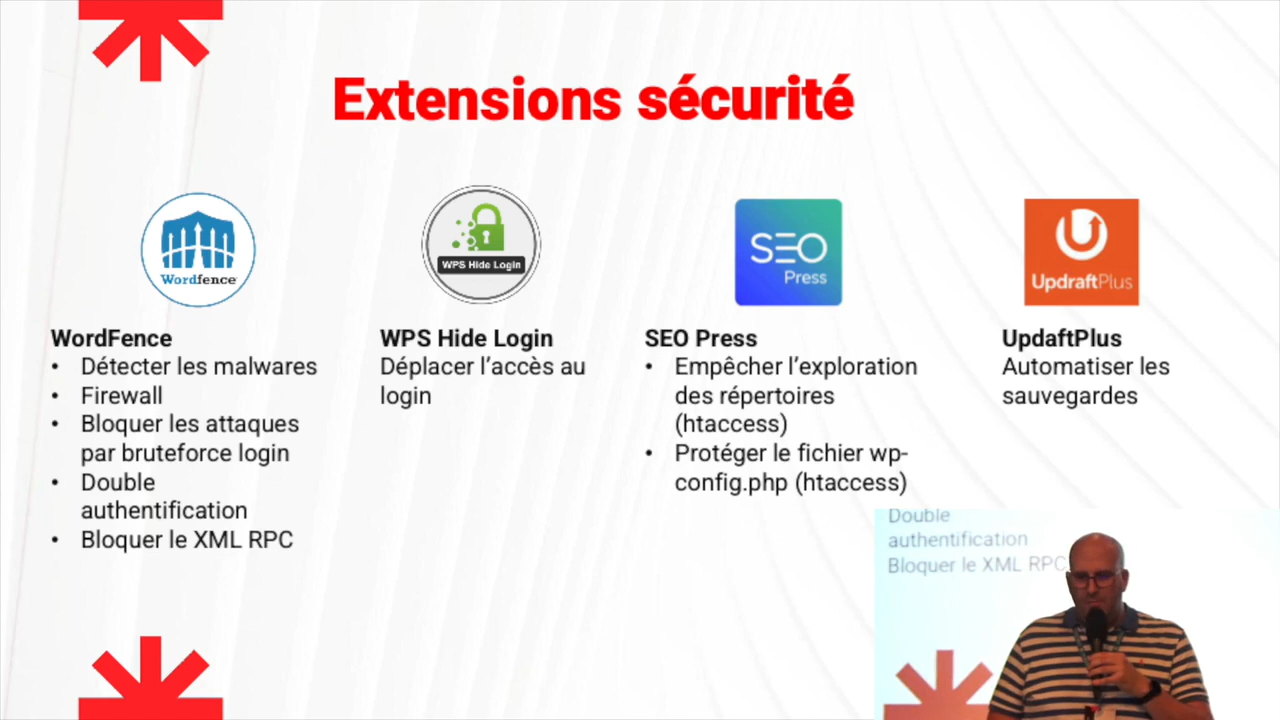 Extensions sécurité
Wordfence
WPS Hide Login
SEO
Press
UpdraftPlus
WordFence
• Détecter les malwares
• Firewall
• Bloquer les attaques
par bruteforce login
• Double
authentification
• Bloquer le XML RPC
WPS Hide Login
Déplacer l'accès au
login
SEO Press
• Empêcher l'exploration
des répertoires
(htaccess)
• Protéger le fichier wp-
config.php (htaccess)
UpdaftPlus
Automatiser les
sauvegardes
Double
authentification
Bloquer le XML RPC